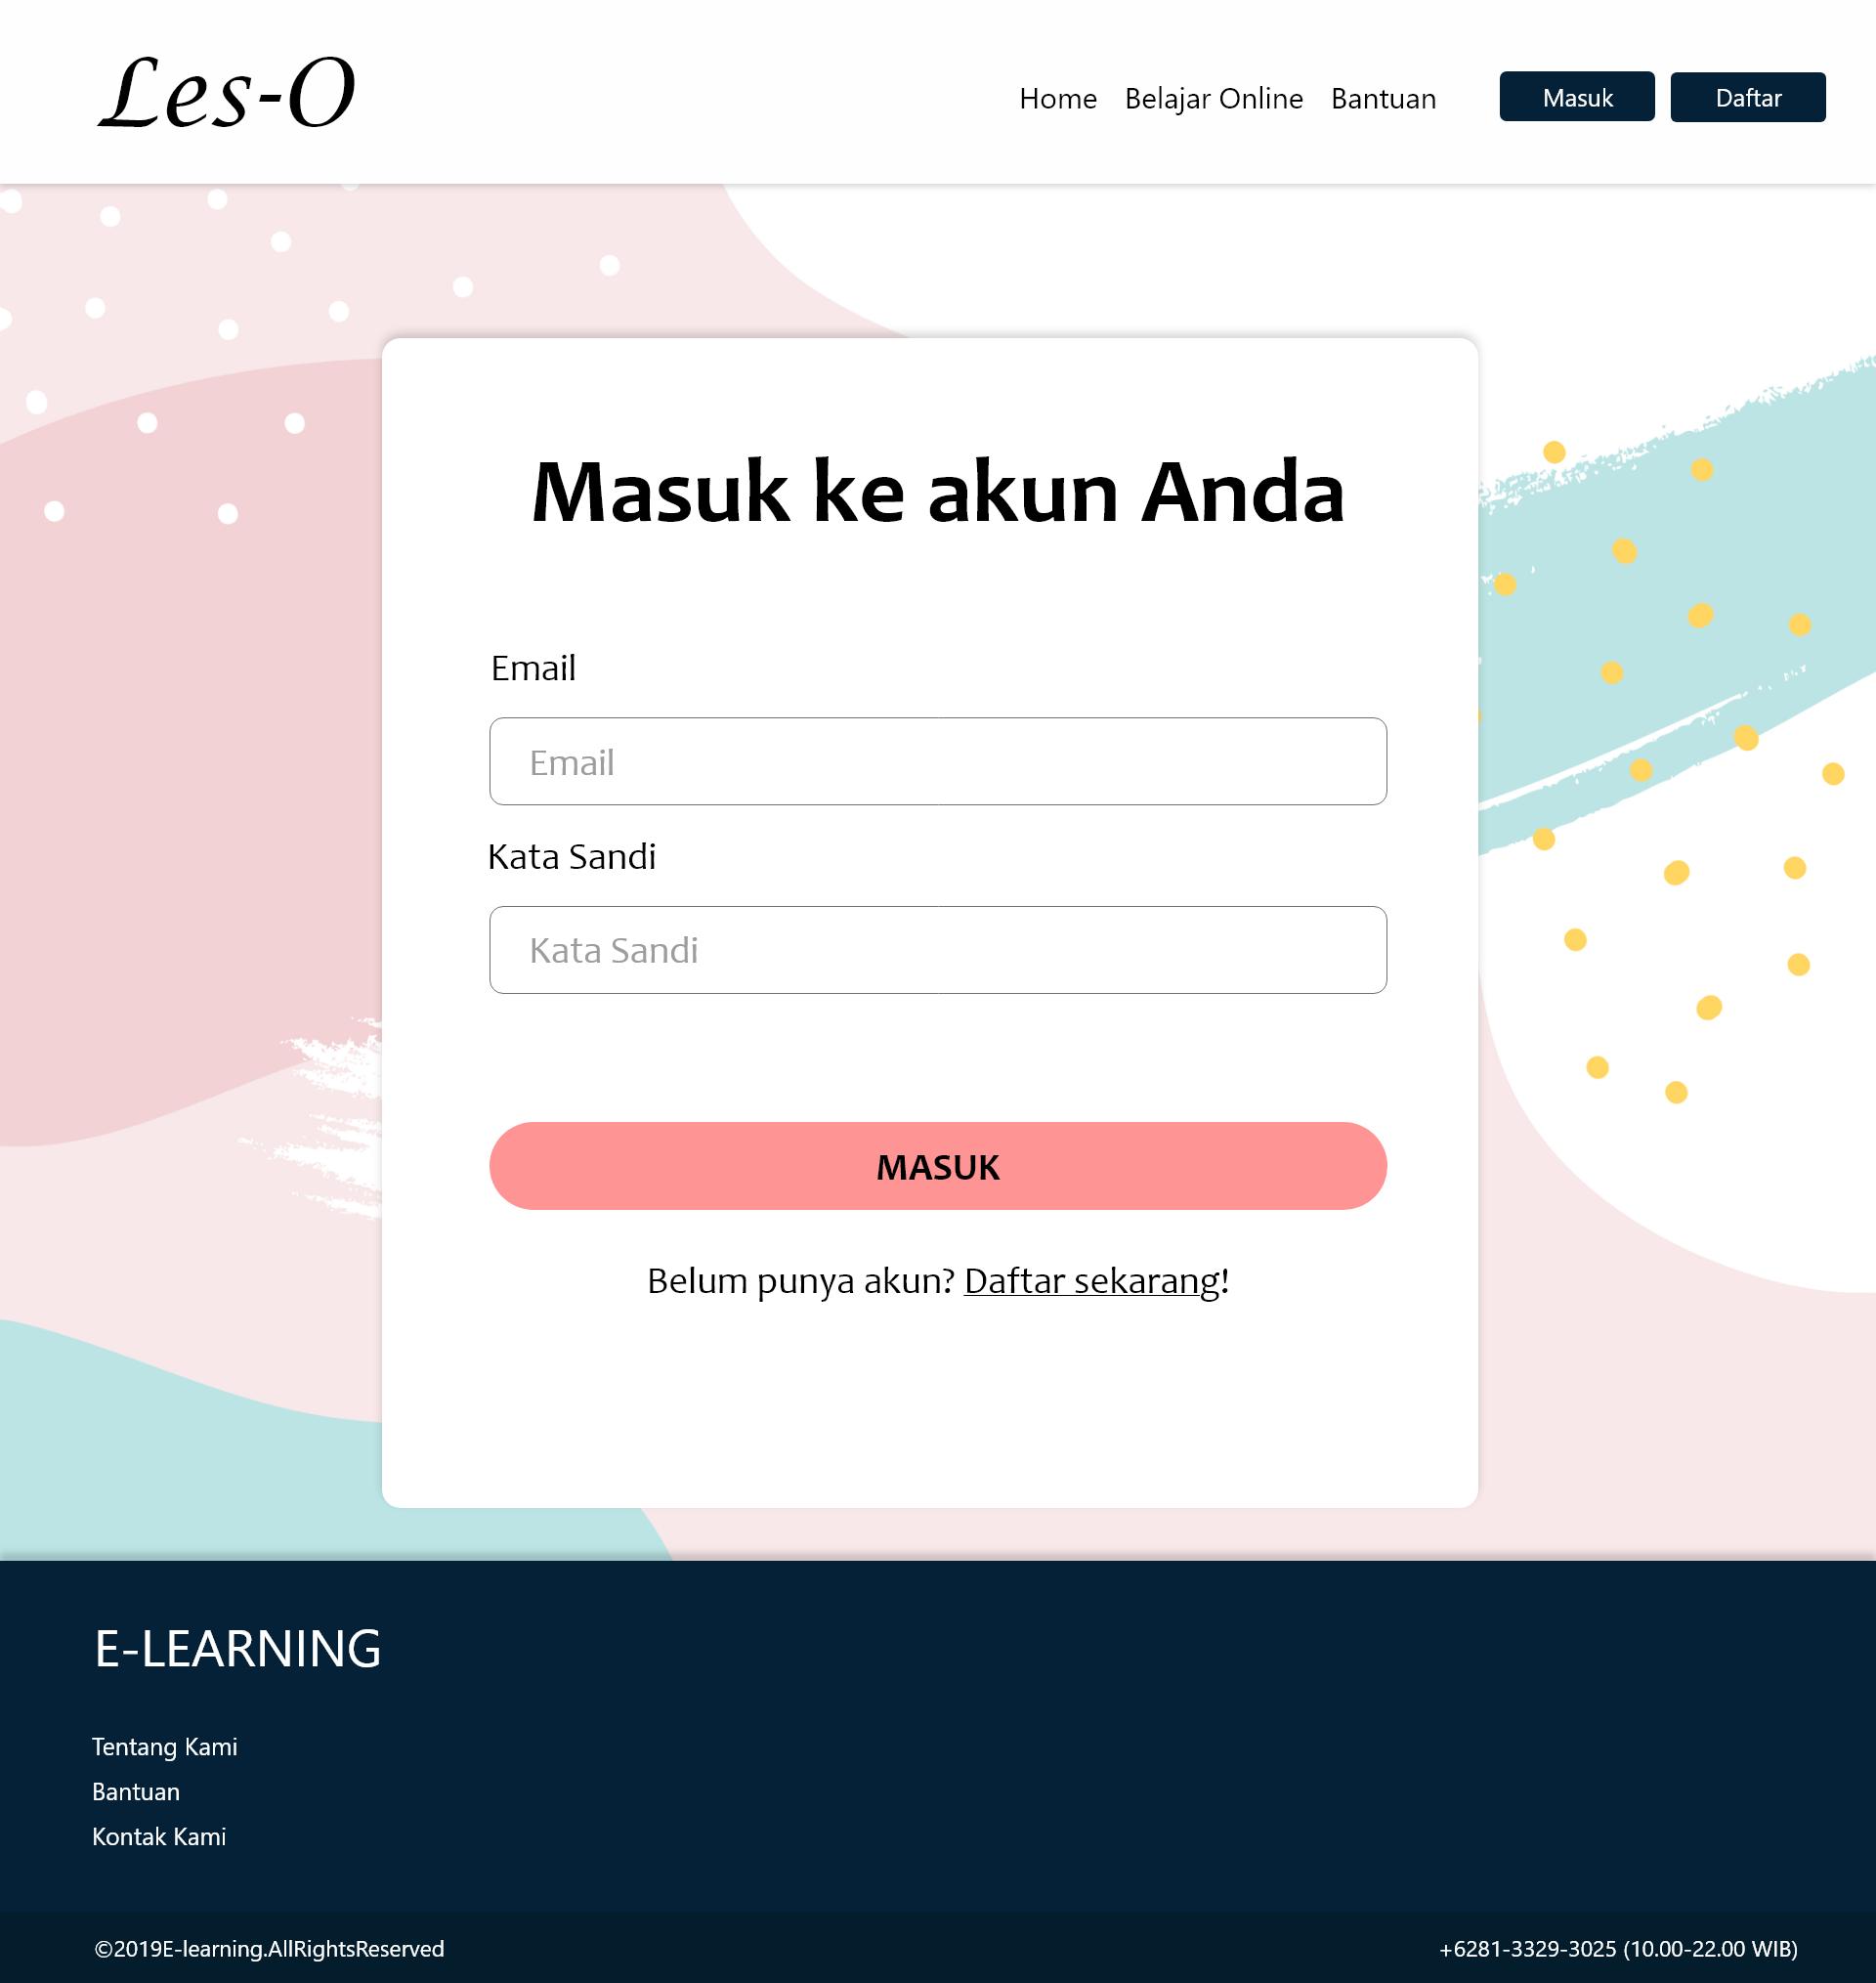 Les-O
Home Belajar Online Bantuan Masuk Daftar
Masuk ke akun Anda
Email
Email
Kata Sandi
Kata Sandi
MASUK
Belum punya akun? Daftar sekarang!
E-LEARNING
Tentang Kami
Bantuan
Kontak Kami
©2019E-learning.AllRightsReserved
+6281-3329-3025 (10.00-22.00 WIB)